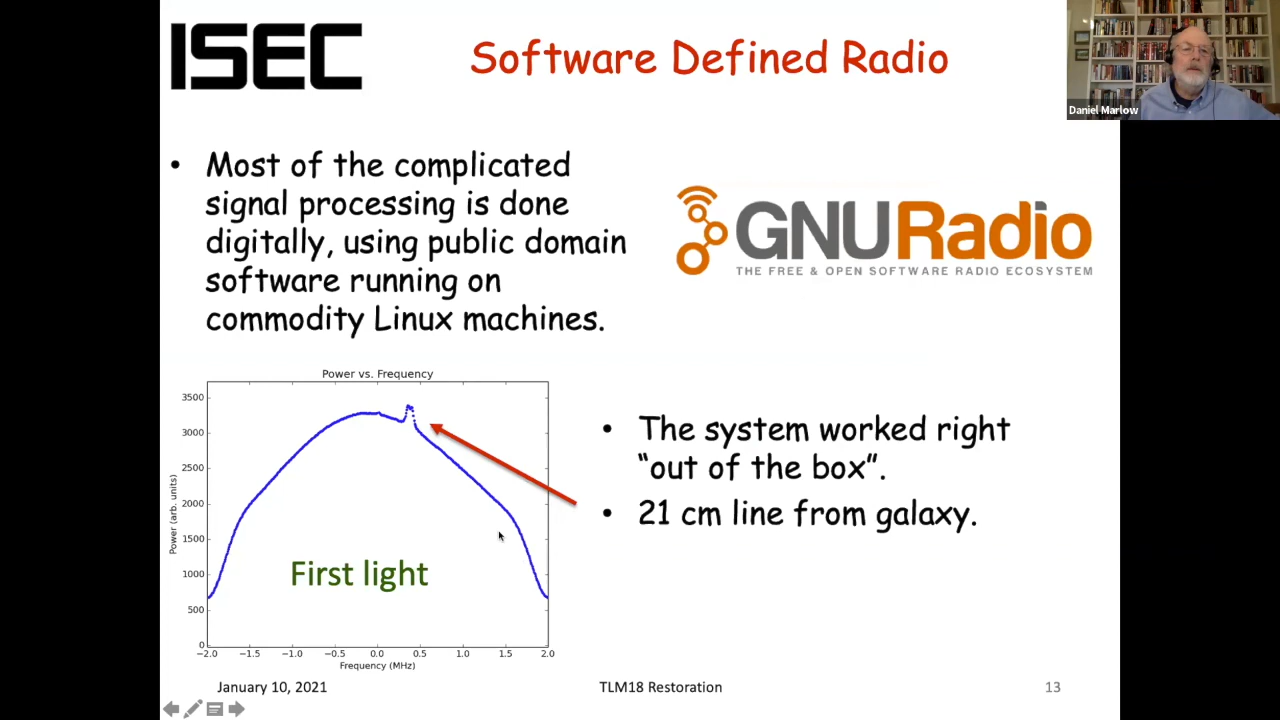 ISEC
Software Defined Radio
Daniel Marlow
• Most of the complicated
signal processing is done
digitally, using public domain
software running on
commodity Linux machines.
GNURadio
THE FREE & OPEN SOFTWARE RADIO ECOSYSTEM
Power vs. Frequency
3500
3000
2500
2000
1500
1000
500
0
Power (arb. units)
First light
−2.0 −1.5 −1.0 −0.5 0.0 0.5 1.0 1.5 2.0
Frequency (MHz)
• The system worked right
“out of the box”.
• 21 cm line from galaxy.
January 10, 2021
TLM18 Restoration
13